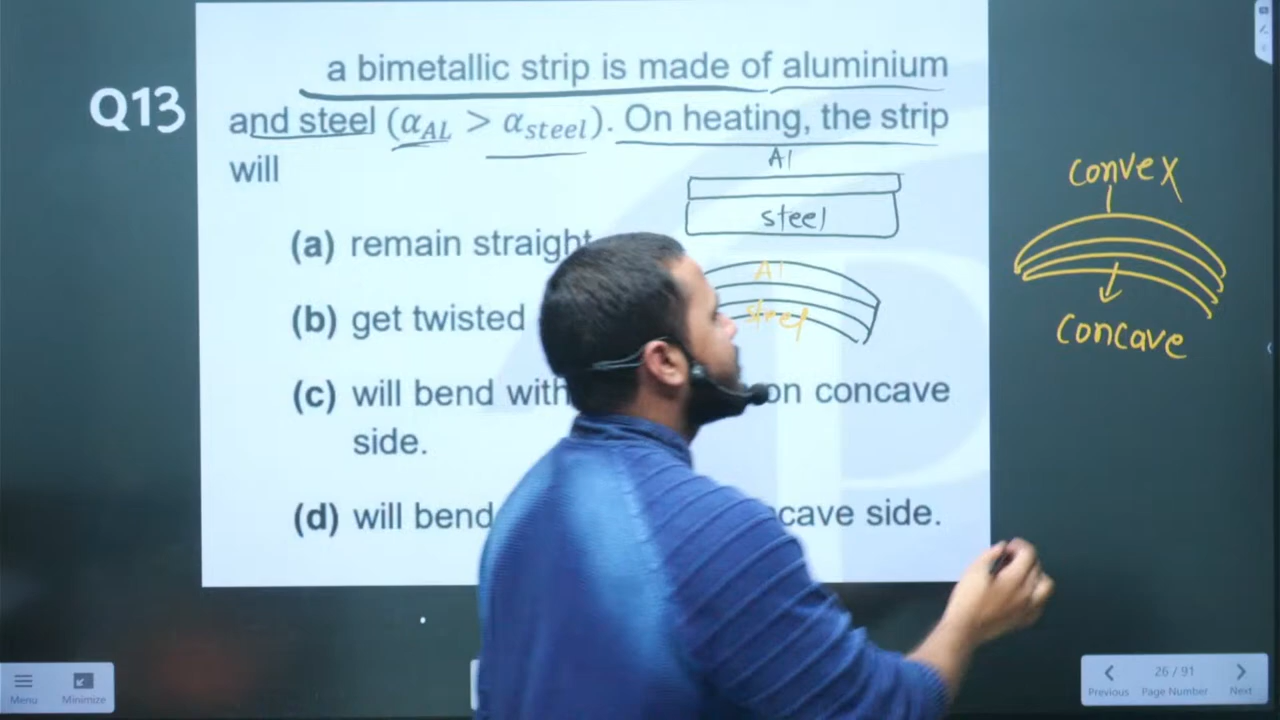 Q13
a bimetallic strip is made of aluminium
and steel (α_AL > α_steel). On heating, the strip
will
Al
steel
Al
steel
convex
concave
(a) remain straight
(b) get twisted
(c) will bend with on concave
side.
(d) will bend side.
Menu
Minimize
26 / 91
Previous Page Number Next